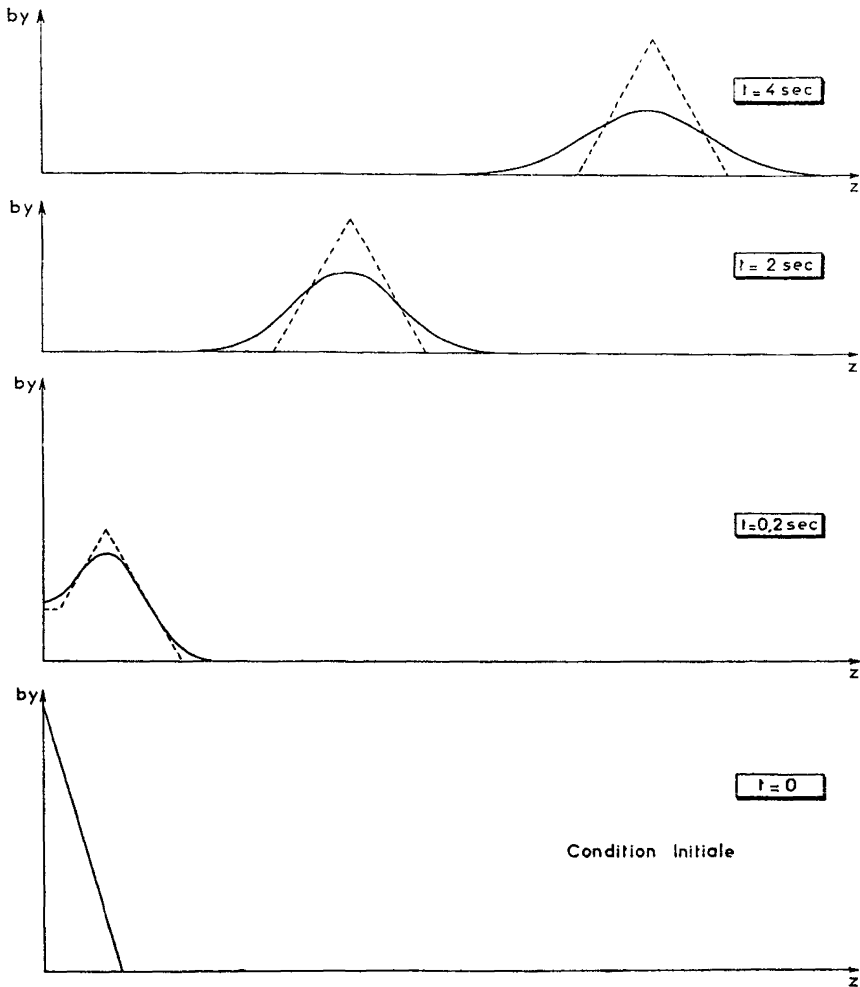 by
t = 4 sec
z
by
t = 2 sec
z
by
t=0,2 sec
z
by
t = 0
Condition Initiale
z